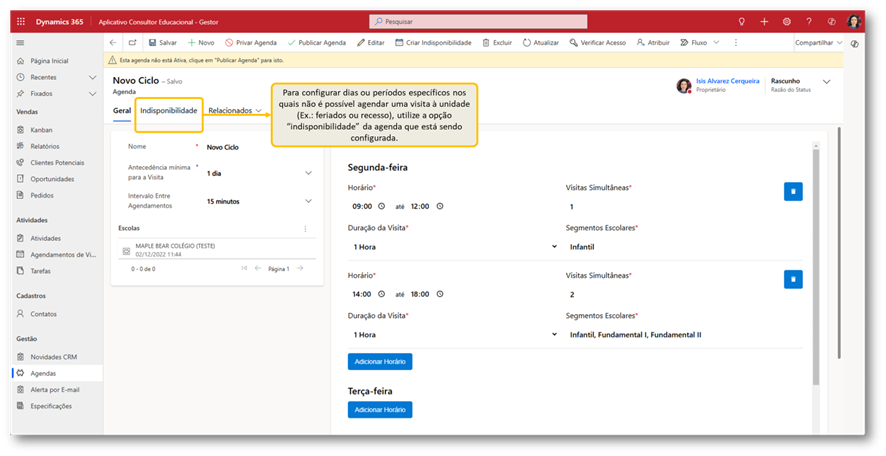 Dynamics 365 Aplicativo Consultor Educacional - Gestor Pesquisar
Salvar Novo Privar Agenda Publicar Agenda Editar Criar Indisponibilidade Excluir Atualizar Verificar Acesso Atribuir Fluxo Compartilhar
Esta agenda não está Ativa, clique em "Publicar Agenda" para isto.
Página Inicial
Recentes
Fixados
Vendas
Kanban
Relatórios
Clientes Potenciais
Oportunidades
Pedidos
Atividades
Atividades
Agendamentos de Vi...
Tarefas
Cadastros
Contatos
Gestão
Novidades CRM
Agendas
Alerta por E-mail
Especificações
Novo Ciclo - Salvo
Agenda
Isis Alvarez Cerqueira
Proprietário
Rascunho
Razão do Status
Geral Indisponibilidade Relacionados
Para configurar dias ou períodos específicos nos
quais não é possível agendar uma visita à unidade
(Ex.: feriados ou recesso), utilize a opção
“indisponibilidade” da agenda que está sendo
configurada.
Nome * Novo Ciclo
Antecedência mínima * 1 dia
para a Visita
Intervalo Entre 15 minutos
Agendamentos
Escolas
MAPLE BEAR COLÉGIO (TESTE)
02/12/2022 11:44
0 - 0 de 0 Página 1
Segunda-feira
Horário* Visitas Simultâneas*
09:00 até 12:00 1
Duração da Visita* Segmentos Escolares*
1 Hora Infantil
Horário* Visitas Simultâneas*
14:00 até 18:00 2
Duração da Visita* Segmentos Escolares*
1 Hora Infantil, Fundamental I, Fundamental II
Adicionar Horário
Terça-feira
Adicionar Horário